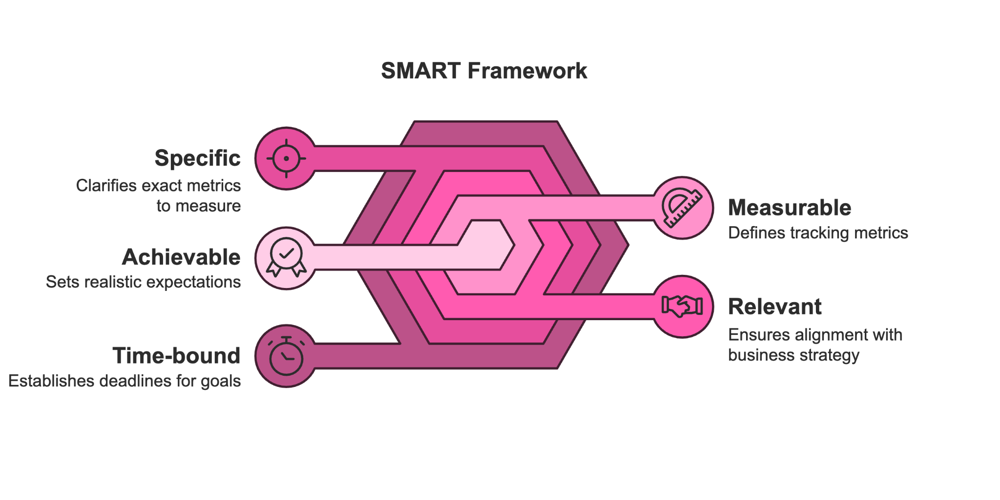 SMART Framework
Specific
Clarifies exact metrics
to measure
Measurable
Defines tracking metrics
Achievable
Sets realistic expectations
Relevant
Ensures alignment with
business strategy
Time-bound
Establishes deadlines for goals